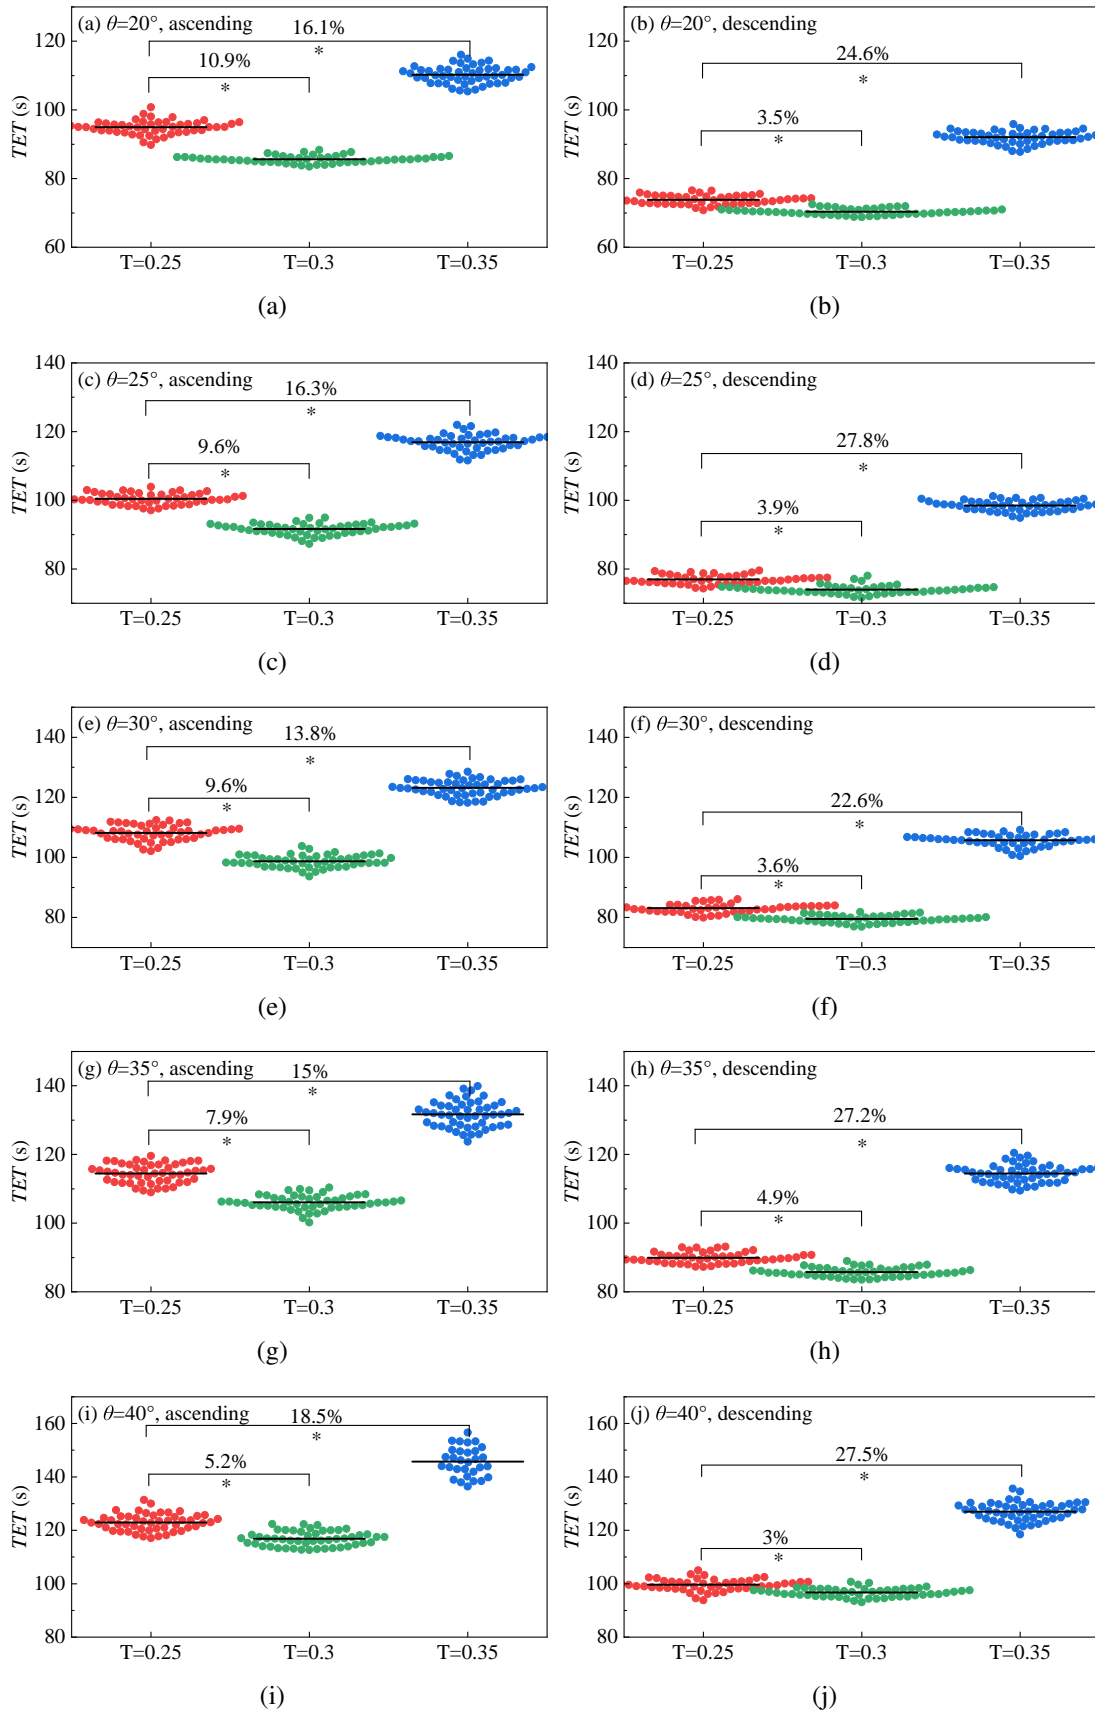 (a) θ=20°, ascending
16.1%
*
10.9%
*
TET (s)
120
100
80
60
T=0.25 T=0.3 T=0.35
(a)
(b) θ=20°, descending
24.6%
*
3.5%
*
TET (s)
120
100
80
60
T=0.25 T=0.3 T=0.35
(b)
(c) θ=25°, ascending
16.3%
*
9.6%
*
TET (s)
140
120
100
80
T=0.25 T=0.3 T=0.35
(c)
(d) θ=25°, descending
27.8%
*
3.9%
*
TET (s)
140
120
100
80
T=0.25 T=0.3 T=0.35
(d)
(e) θ=30°, ascending
13.8%
*
9.6%
*
TET (s)
140
120
100
80
T=0.25 T=0.3 T=0.35
(e)
(f) θ=30°, descending
22.6%
*
3.6%
*
TET (s)
140
120
100
80
T=0.25 T=0.3 T=0.35
(f)
(g) θ=35°, ascending
15%
*
7.9%
*
TET (s)
140
120
100
80
T=0.25 T=0.3 T=0.35
(g)
(h) θ=35°, descending
27.2%
*
4.9%
*
TET (s)
140
120
100
80
T=0.25 T=0.3 T=0.35
(h)
(i) θ=40°, ascending
18.5%
*
5.2%
*
TET (s)
160
140
120
100
80
T=0.25 T=0.3 T=0.35
(i)
(j) θ=40°, descending
27.5%
*
3%
*
TET (s)
160
140
120
100
80
T=0.25 T=0.3 T=0.35
(j)